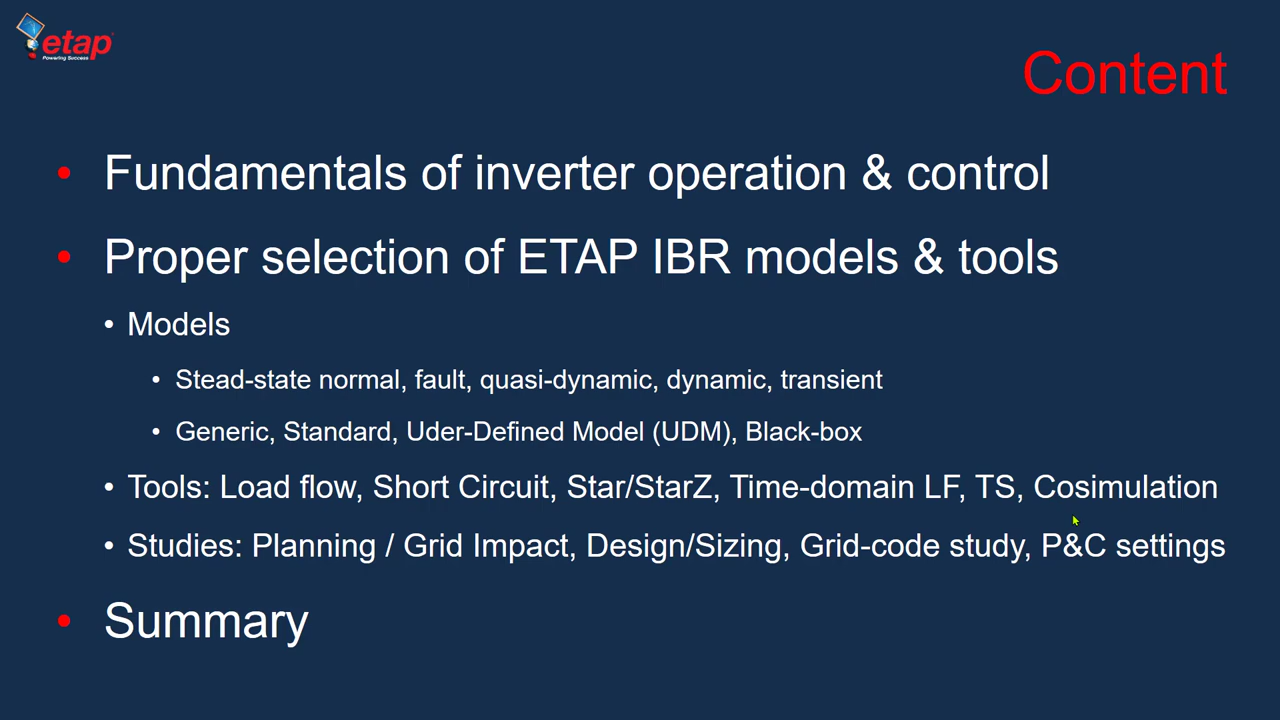 etap
Powering Success
Content
• Fundamentals of inverter operation & control
• Proper selection of ETAP IBR models & tools
• Models
• Stead-state normal, fault, quasi-dynamic, dynamic, transient
• Generic, Standard, Uder-Defined Model (UDM), Black-box
• Tools: Load flow, Short Circuit, Star/StarZ, Time-domain LF, TS, Cosimulation
• Studies: Planning / Grid Impact, Design/Sizing, Grid-code study, P&C settings
• Summary